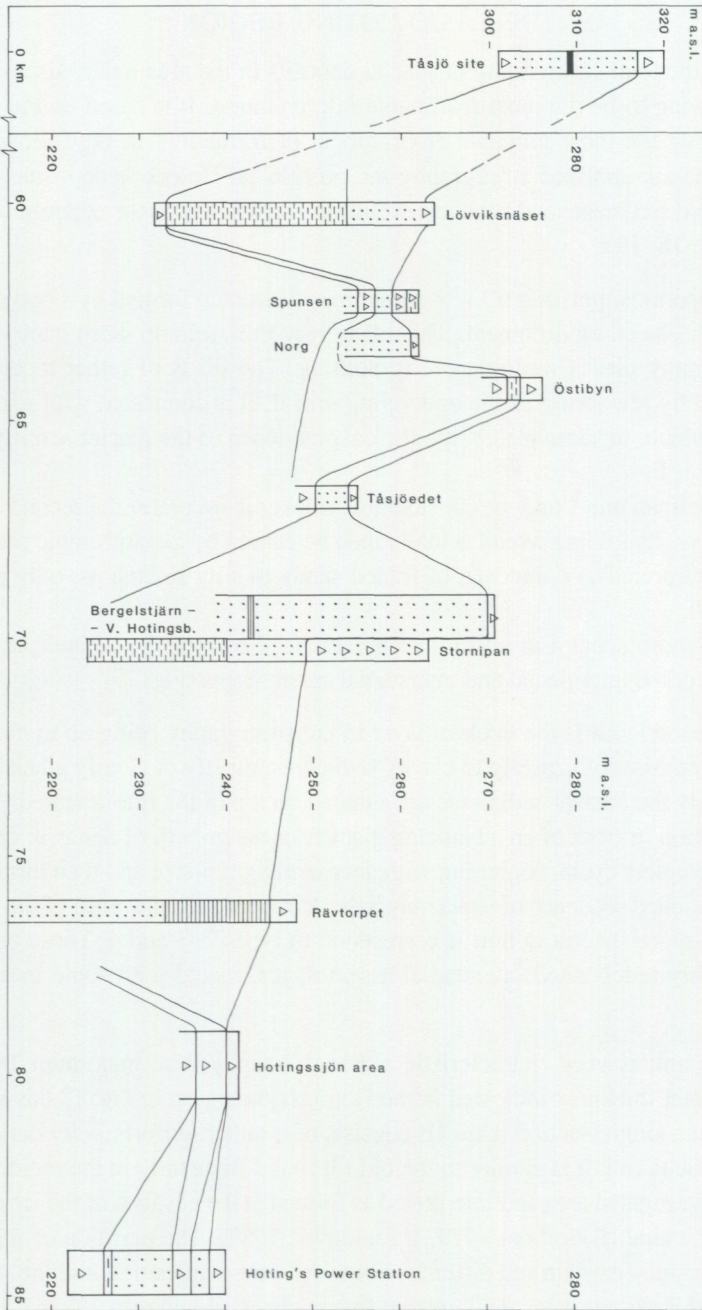 m a.s.l.
300
310
320
Tåsjö site
0 km
220
280
60
Lövviksnäset
Spunsen
Norg
Östibyn
65
Tåsjöedet
Bergelstjärn –
– V. Hotingsb.
70
Stornipan
220
230
240
250
260
270
280
m a.s.l.
75
Rävtorpet
Hotingssjön area
80
Hoting's Power Station
220
280
85